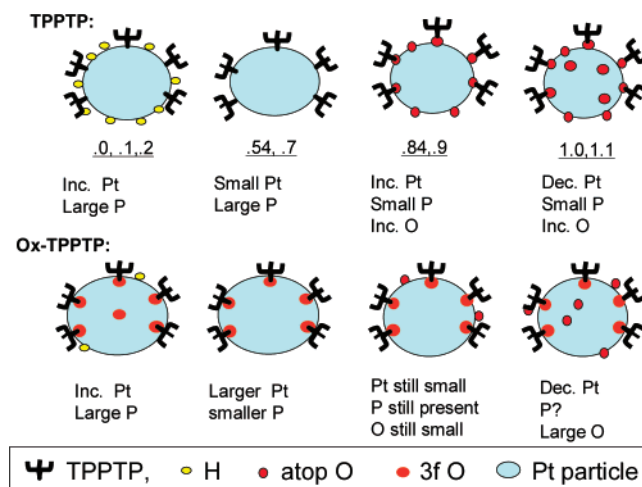 TPPTP:
.0, .1,.2
.54, .7
.84,.9
1.0,1.1
Inc. Pt
Large P
Small Pt
Large P
Inc. Pt
Small P
Inc. O
Dec. Pt
Small P
Inc. O
Ox-TPPTP:
Inc. Pt
Large P
Larger Pt
smaller P
Pt still small
P still present
O still small
Dec. Pt
P?
Large O
TPPTP, H atop O 3f O Pt particle